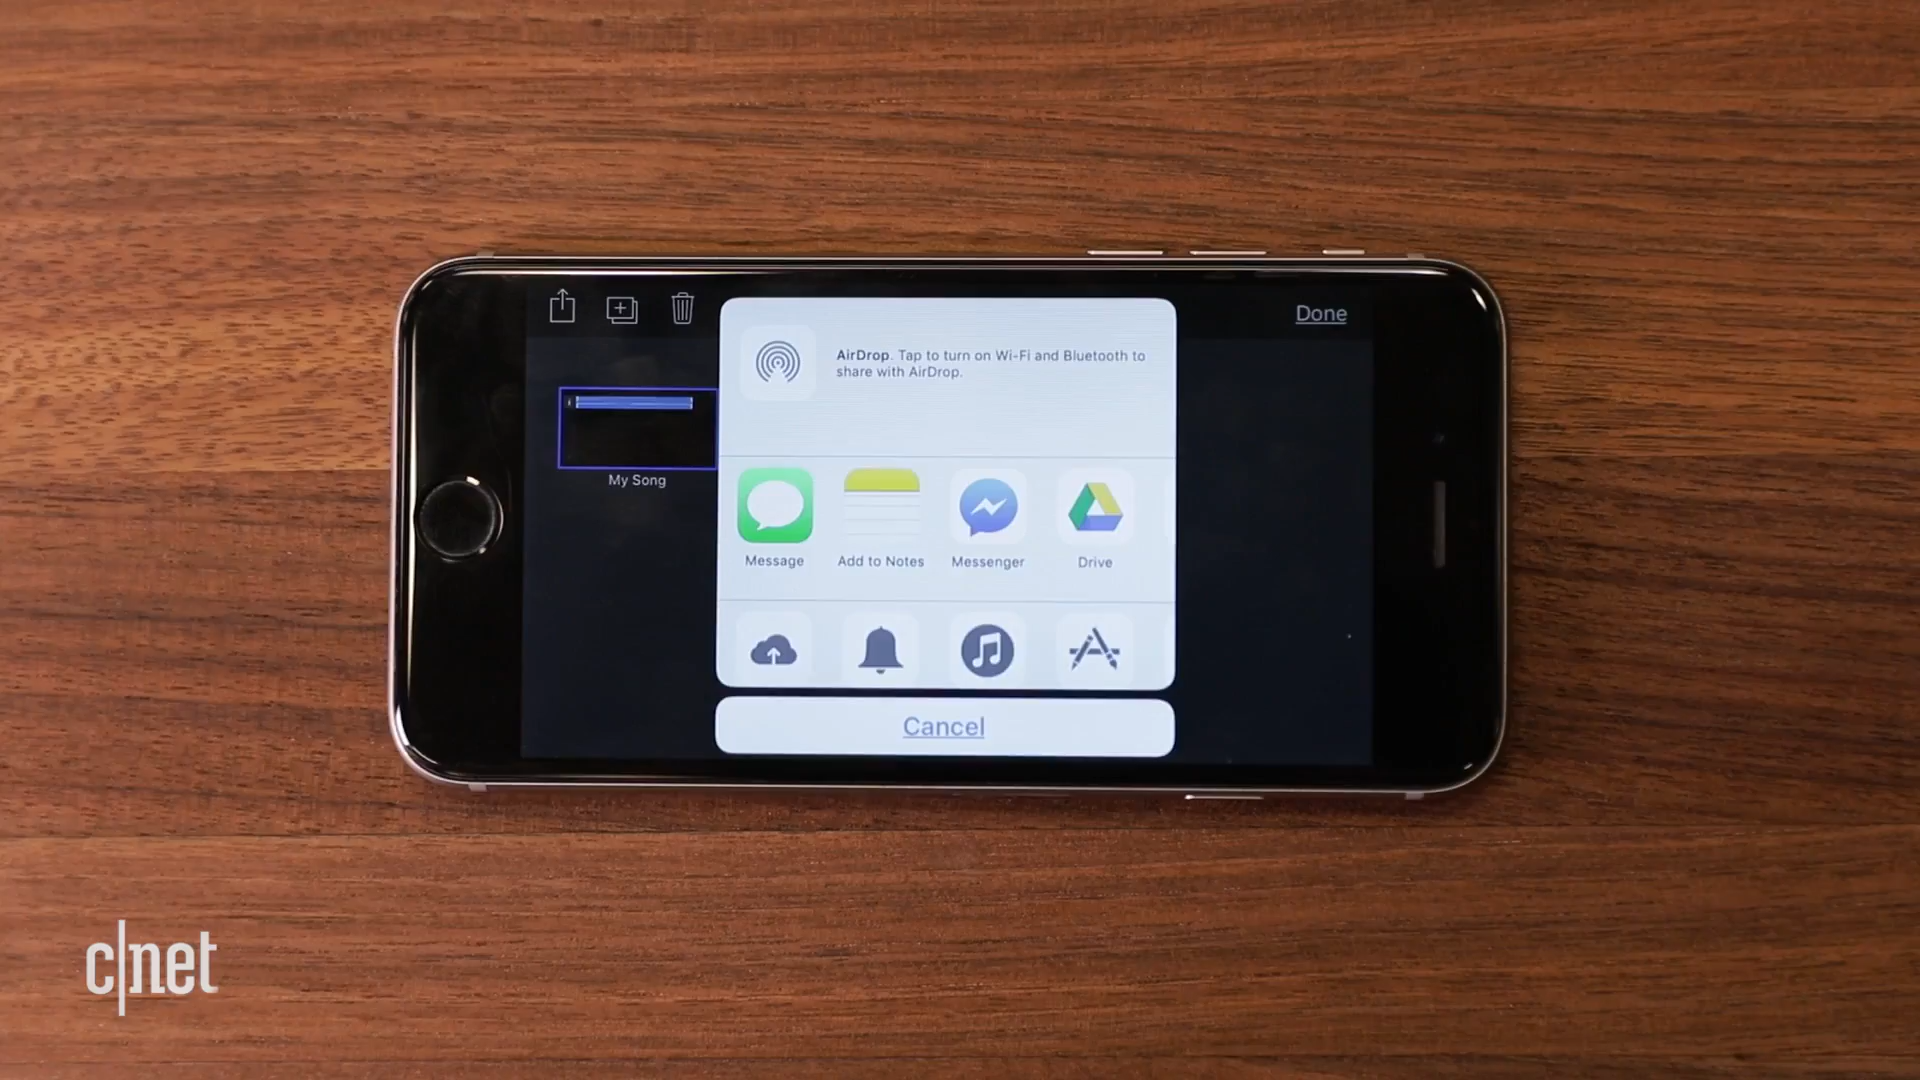 Done
AirDrop. Tap to turn on Wi-Fi and Bluetooth to
share with AirDrop.
My Song
Message
Add to Notes
Messenger
Drive
Cancel
c|net